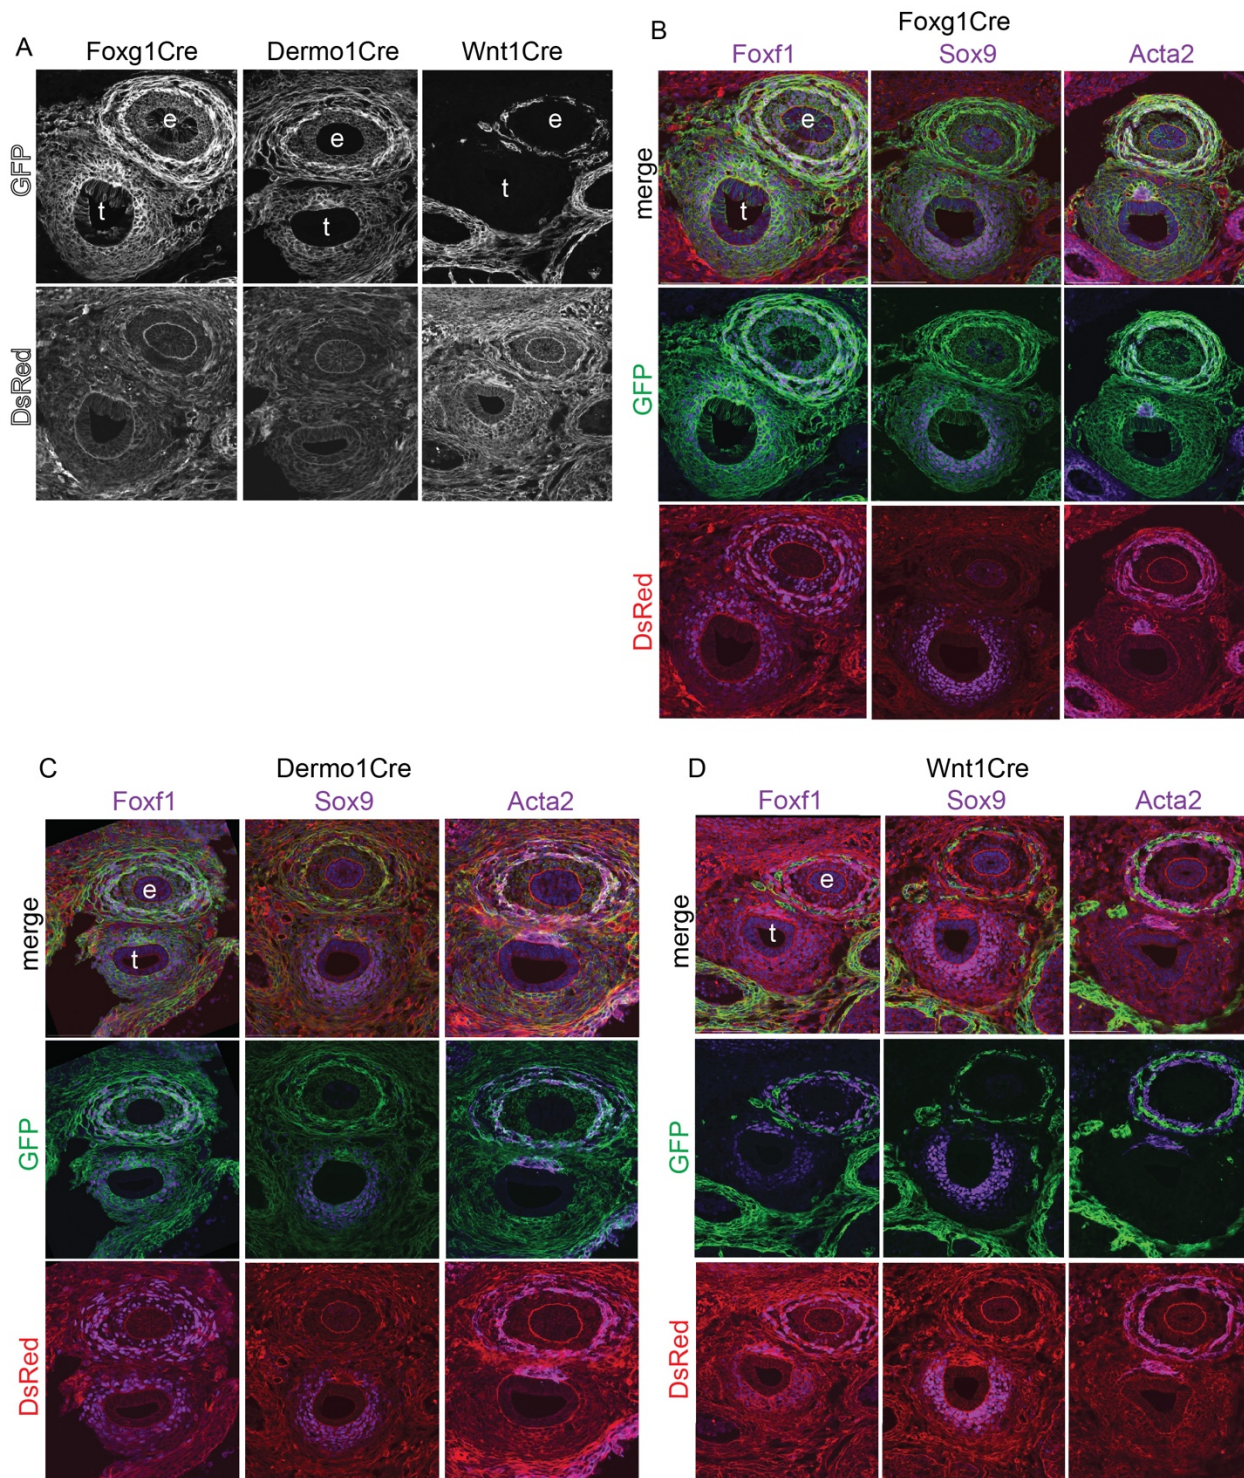 A
Foxg1Cre Dermo1Cre Wnt1Cre
GFP
e e e
t t t
DsRed
B
Foxg1Cre
Foxf1 Sox9 Acta2
merge
e
t
GFP
DsRed
C
Dermo1Cre
Foxf1 Sox9 Acta2
merge
e
t
GFP
DsRed
D
Wnt1Cre
Foxf1 Sox9 Acta2
merge
e
t
GFP
DsRed